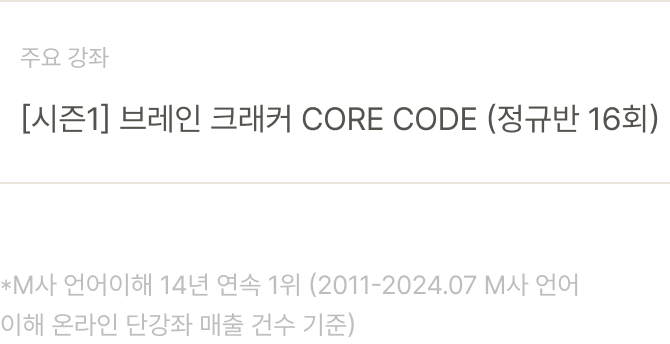 주요 강좌
[시즌1] 브레인 크래커 CORE CODE (정규반 16회)
*M사 언어이해 14년 연속 1위 (2011-2024.07 M사 언어
이해 온라인 단강좌 매출 건수 기준)